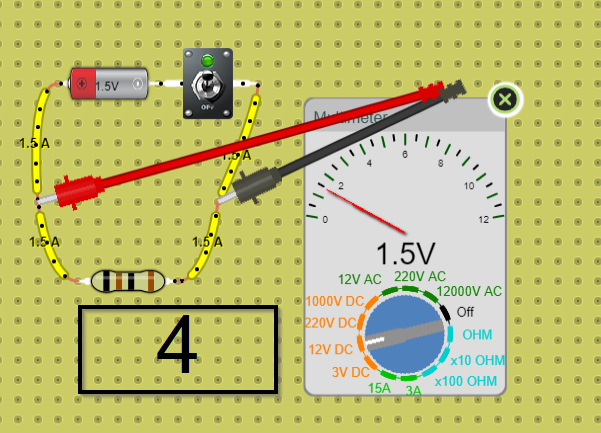 1.5V
OFF
Multimeter
1.5 A
1.5 A
0 2 4 6 8 10 12
1.5 A
1.5 A
1.5V
12V AC
220V AC
12000V AC
1000V DC
Off
220V DC
OHM
12V DC
x10 OHM
3V DC
x100 OHM
15A
3A
4